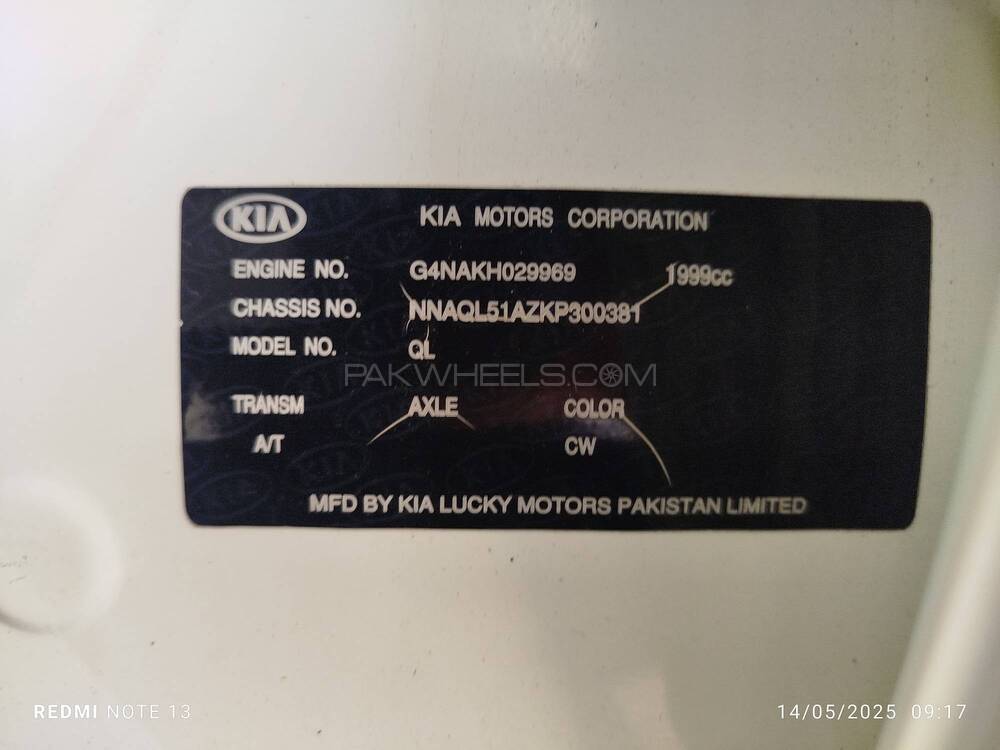 KIA KIA MOTORS CORPORATION
ENGINE NO. G4NAKH029969 1999cc
CHASSIS NO. NNAQL51AZKP300381
MODEL NO. QL
PAKWHEELS.COM
TRANSM AXLE COLOR
A/T CW
MFD BY KIA LUCKY MOTORS PAKISTAN LIMITED
REDMI NOTE 13 14/05/2025 09:17